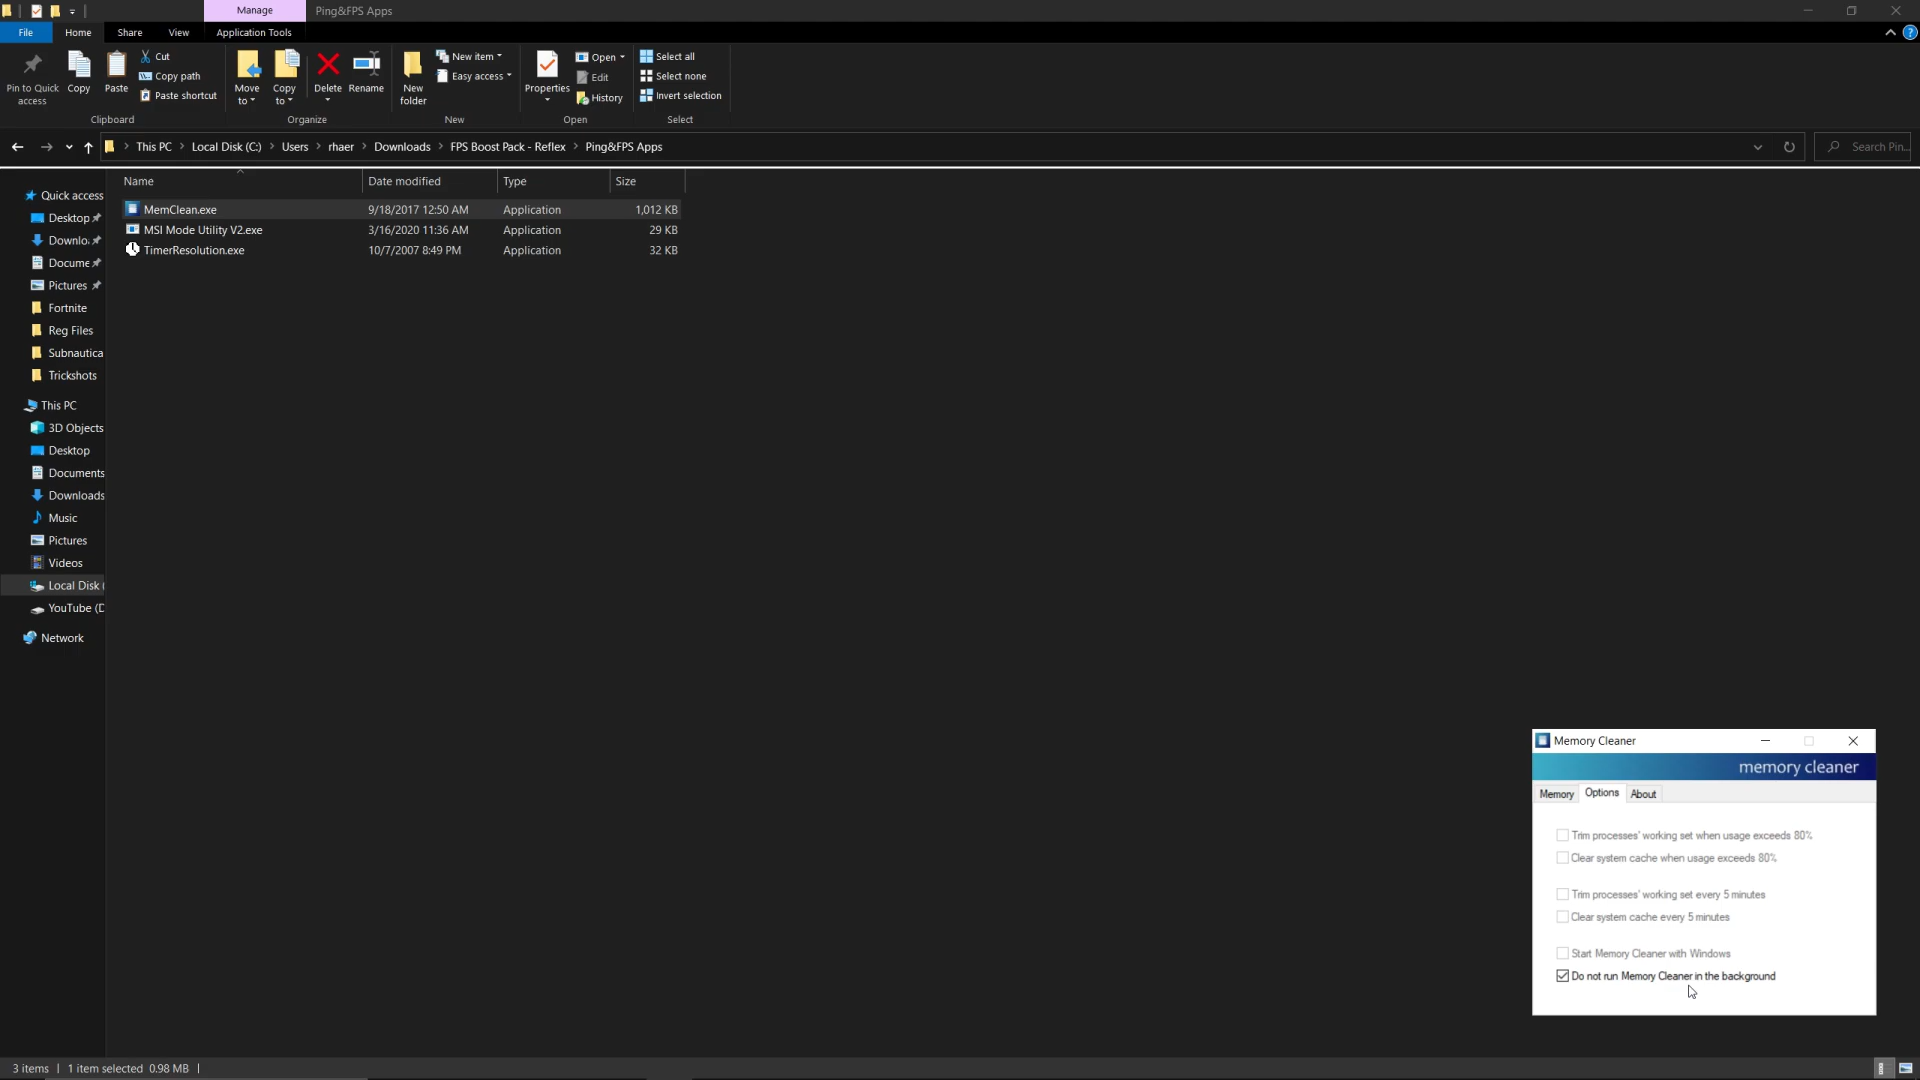 Manage
Ping&FPS Apps
File
Home
Share
View
Application Tools
Pin to Quick access
Copy
Paste
Cut
Copy path
Paste shortcut
Clipboard
Move to
Copy to
Delete
Rename
Organize
New folder
New item
Easy access
New
Properties
Open
Edit
History
Open
Select all
Select none
Invert selection
Select
This PC
Local Disk (C:)
Users
rhaer
Downloads
FPS Boost Pack - Reflex
Ping&FPS Apps
Search Pin...
Name
Date modified
Type
Size
MemClean.exe 9/18/2017 12:50 AM Application 1,012 KB
MSI Mode Utility V2.exe 3/16/2020 11:36 AM Application 29 KB
TimerResolution.exe 10/7/2007 8:49 PM Application 32 KB
Quick access
Desktop
Downlo
Docume
Pictures
Fortnite
Reg Files
Subnautica
Trickshots
This PC
3D Objects
Desktop
Documents
Downloads
Music
Pictures
Videos
Local Disk (
YouTube (D
Network
Memory Cleaner
memory cleaner
Memory
Options
About
Trim processes' working set when usage exceeds 80%
Clear system cache when usage exceeds 80%
Trim processes' working set every 5 minutes
Clear system cache every 5 minutes
Start Memory Cleaner with Windows
Do not run Memory Cleaner in the background
3 items
1 item selected 0.98 MB